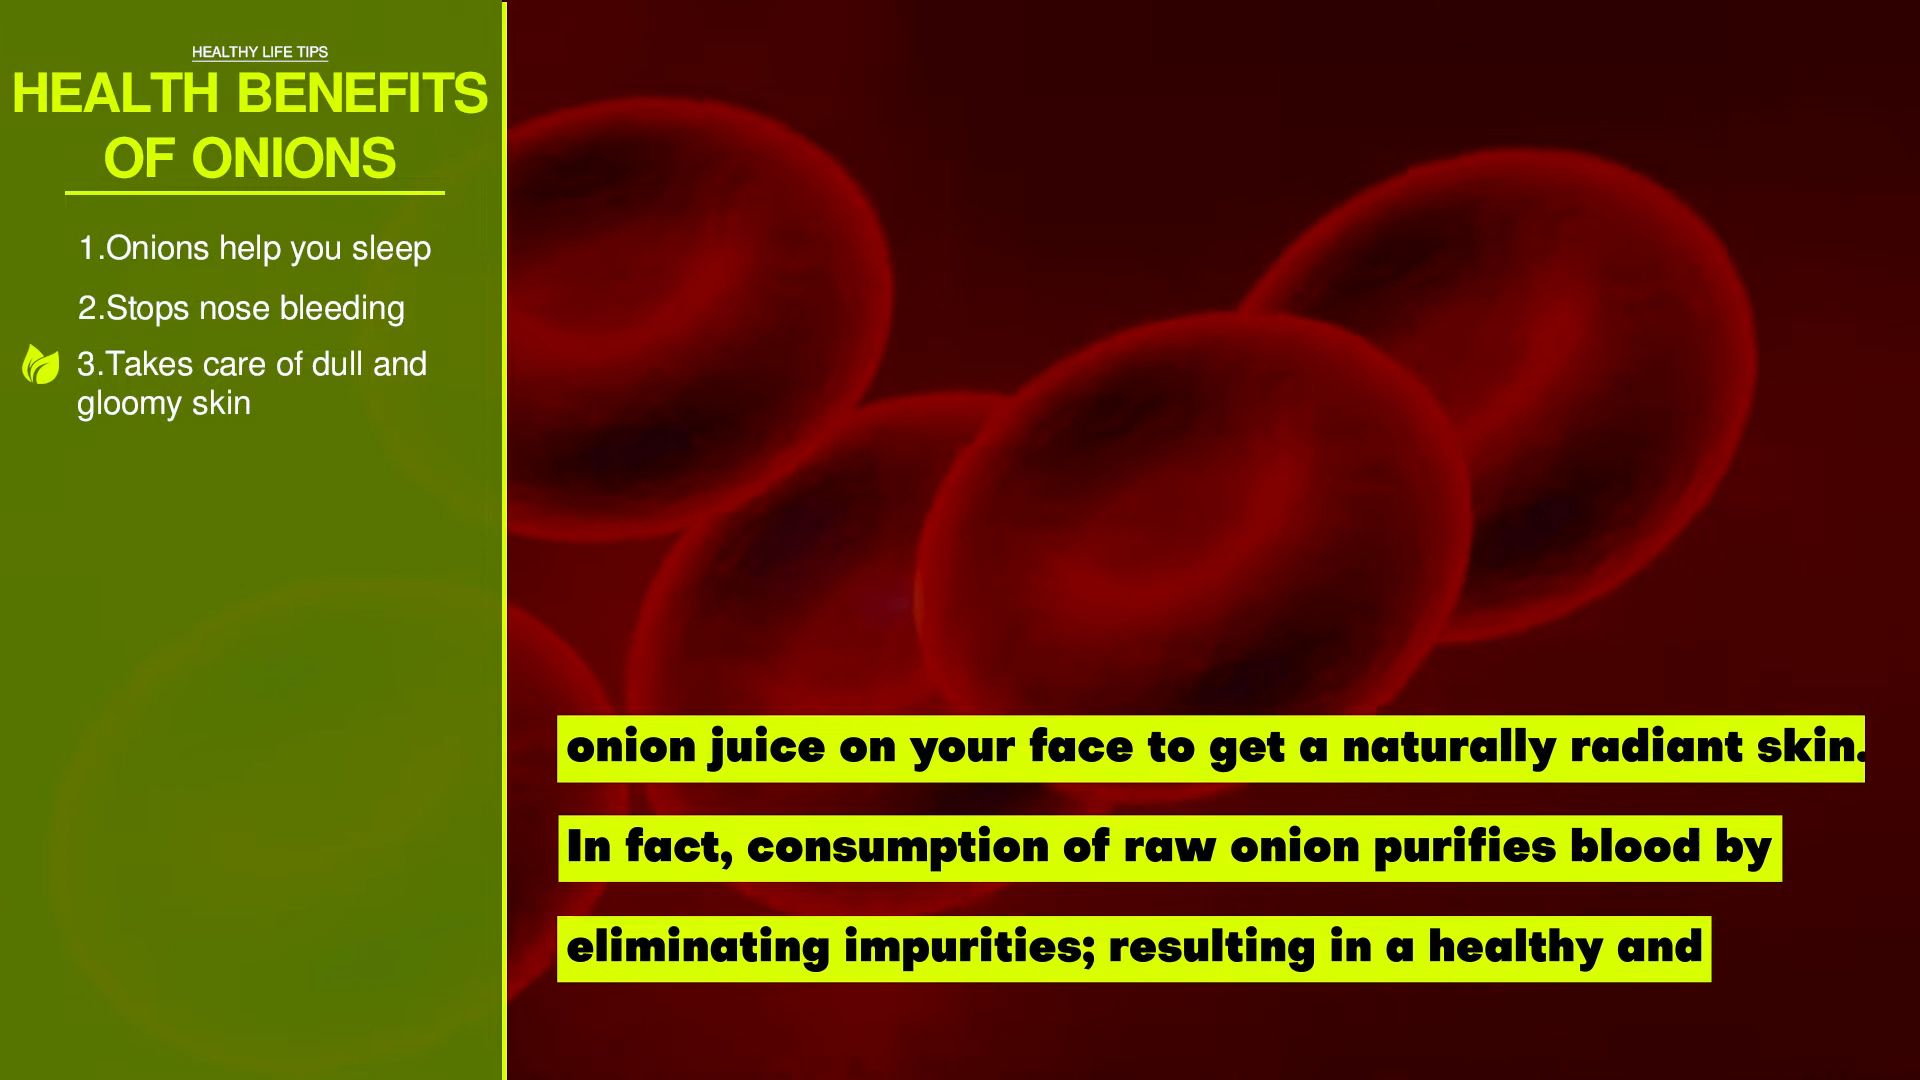 HEALTHY LIFE TIPS
HEALTH BENEFITS
OF ONIONS
1.Onions help you sleep
2.Stops nose bleeding
3.Takes care of dull and
gloomy skin
onion juice on your face to get a naturally radiant skin.
In fact, consumption of raw onion purifies blood by
eliminating impurities; resulting in a healthy and